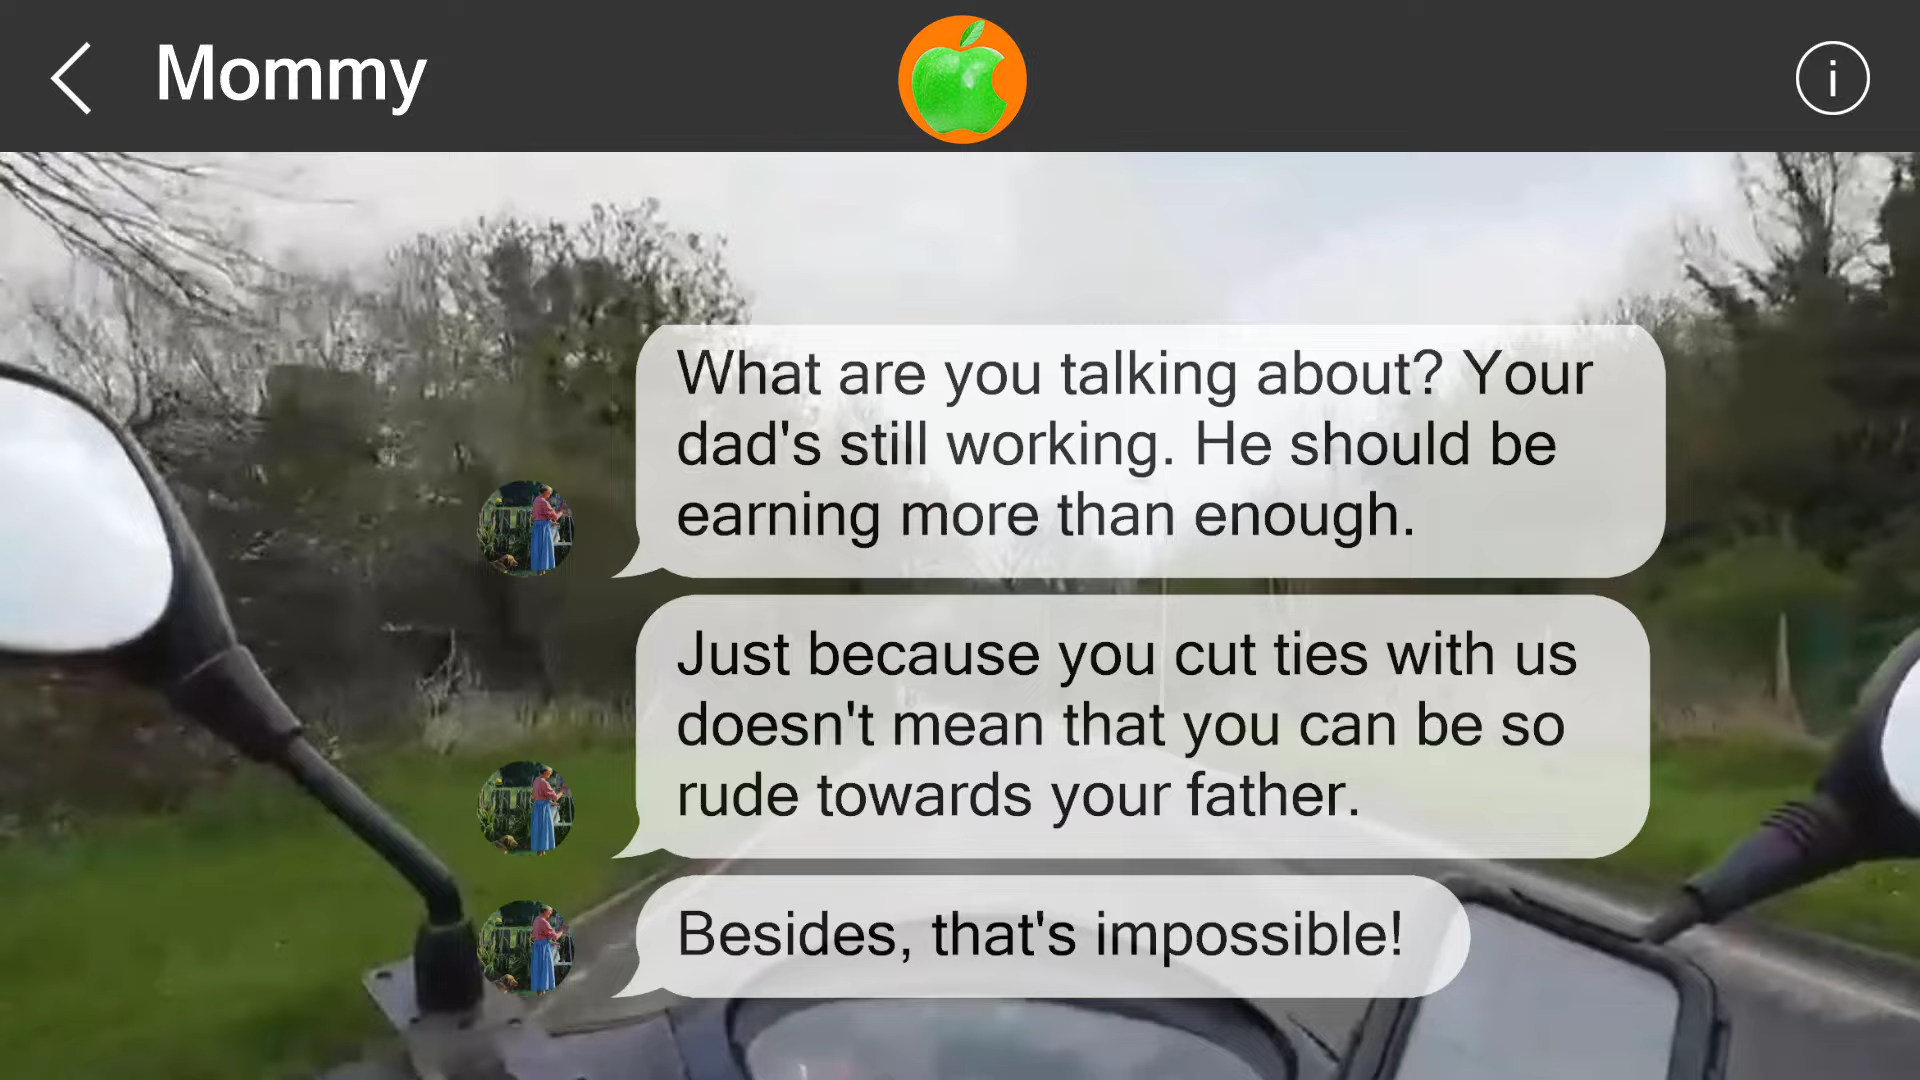 Mommy
i
What are you talking about? Your
dad's still working. He should be
earning more than enough.
Just because you cut ties with us
doesn't mean that you can be so
rude towards your father.
Besides, that's impossible!